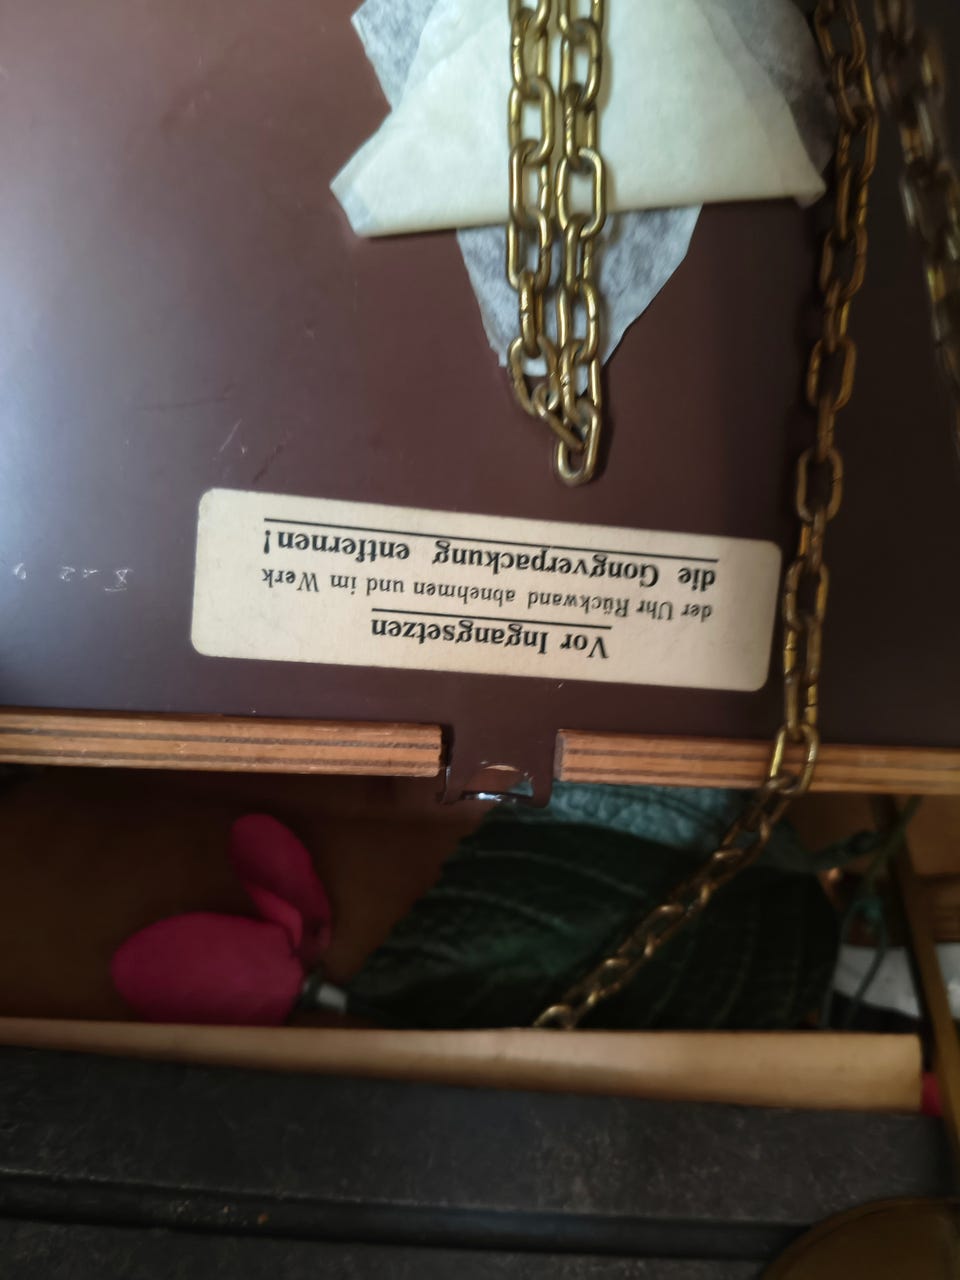 Vor Ingangsetzen
der Uhr Rückwand abnehmen und im Werk
die Gongverpackung entfernen!